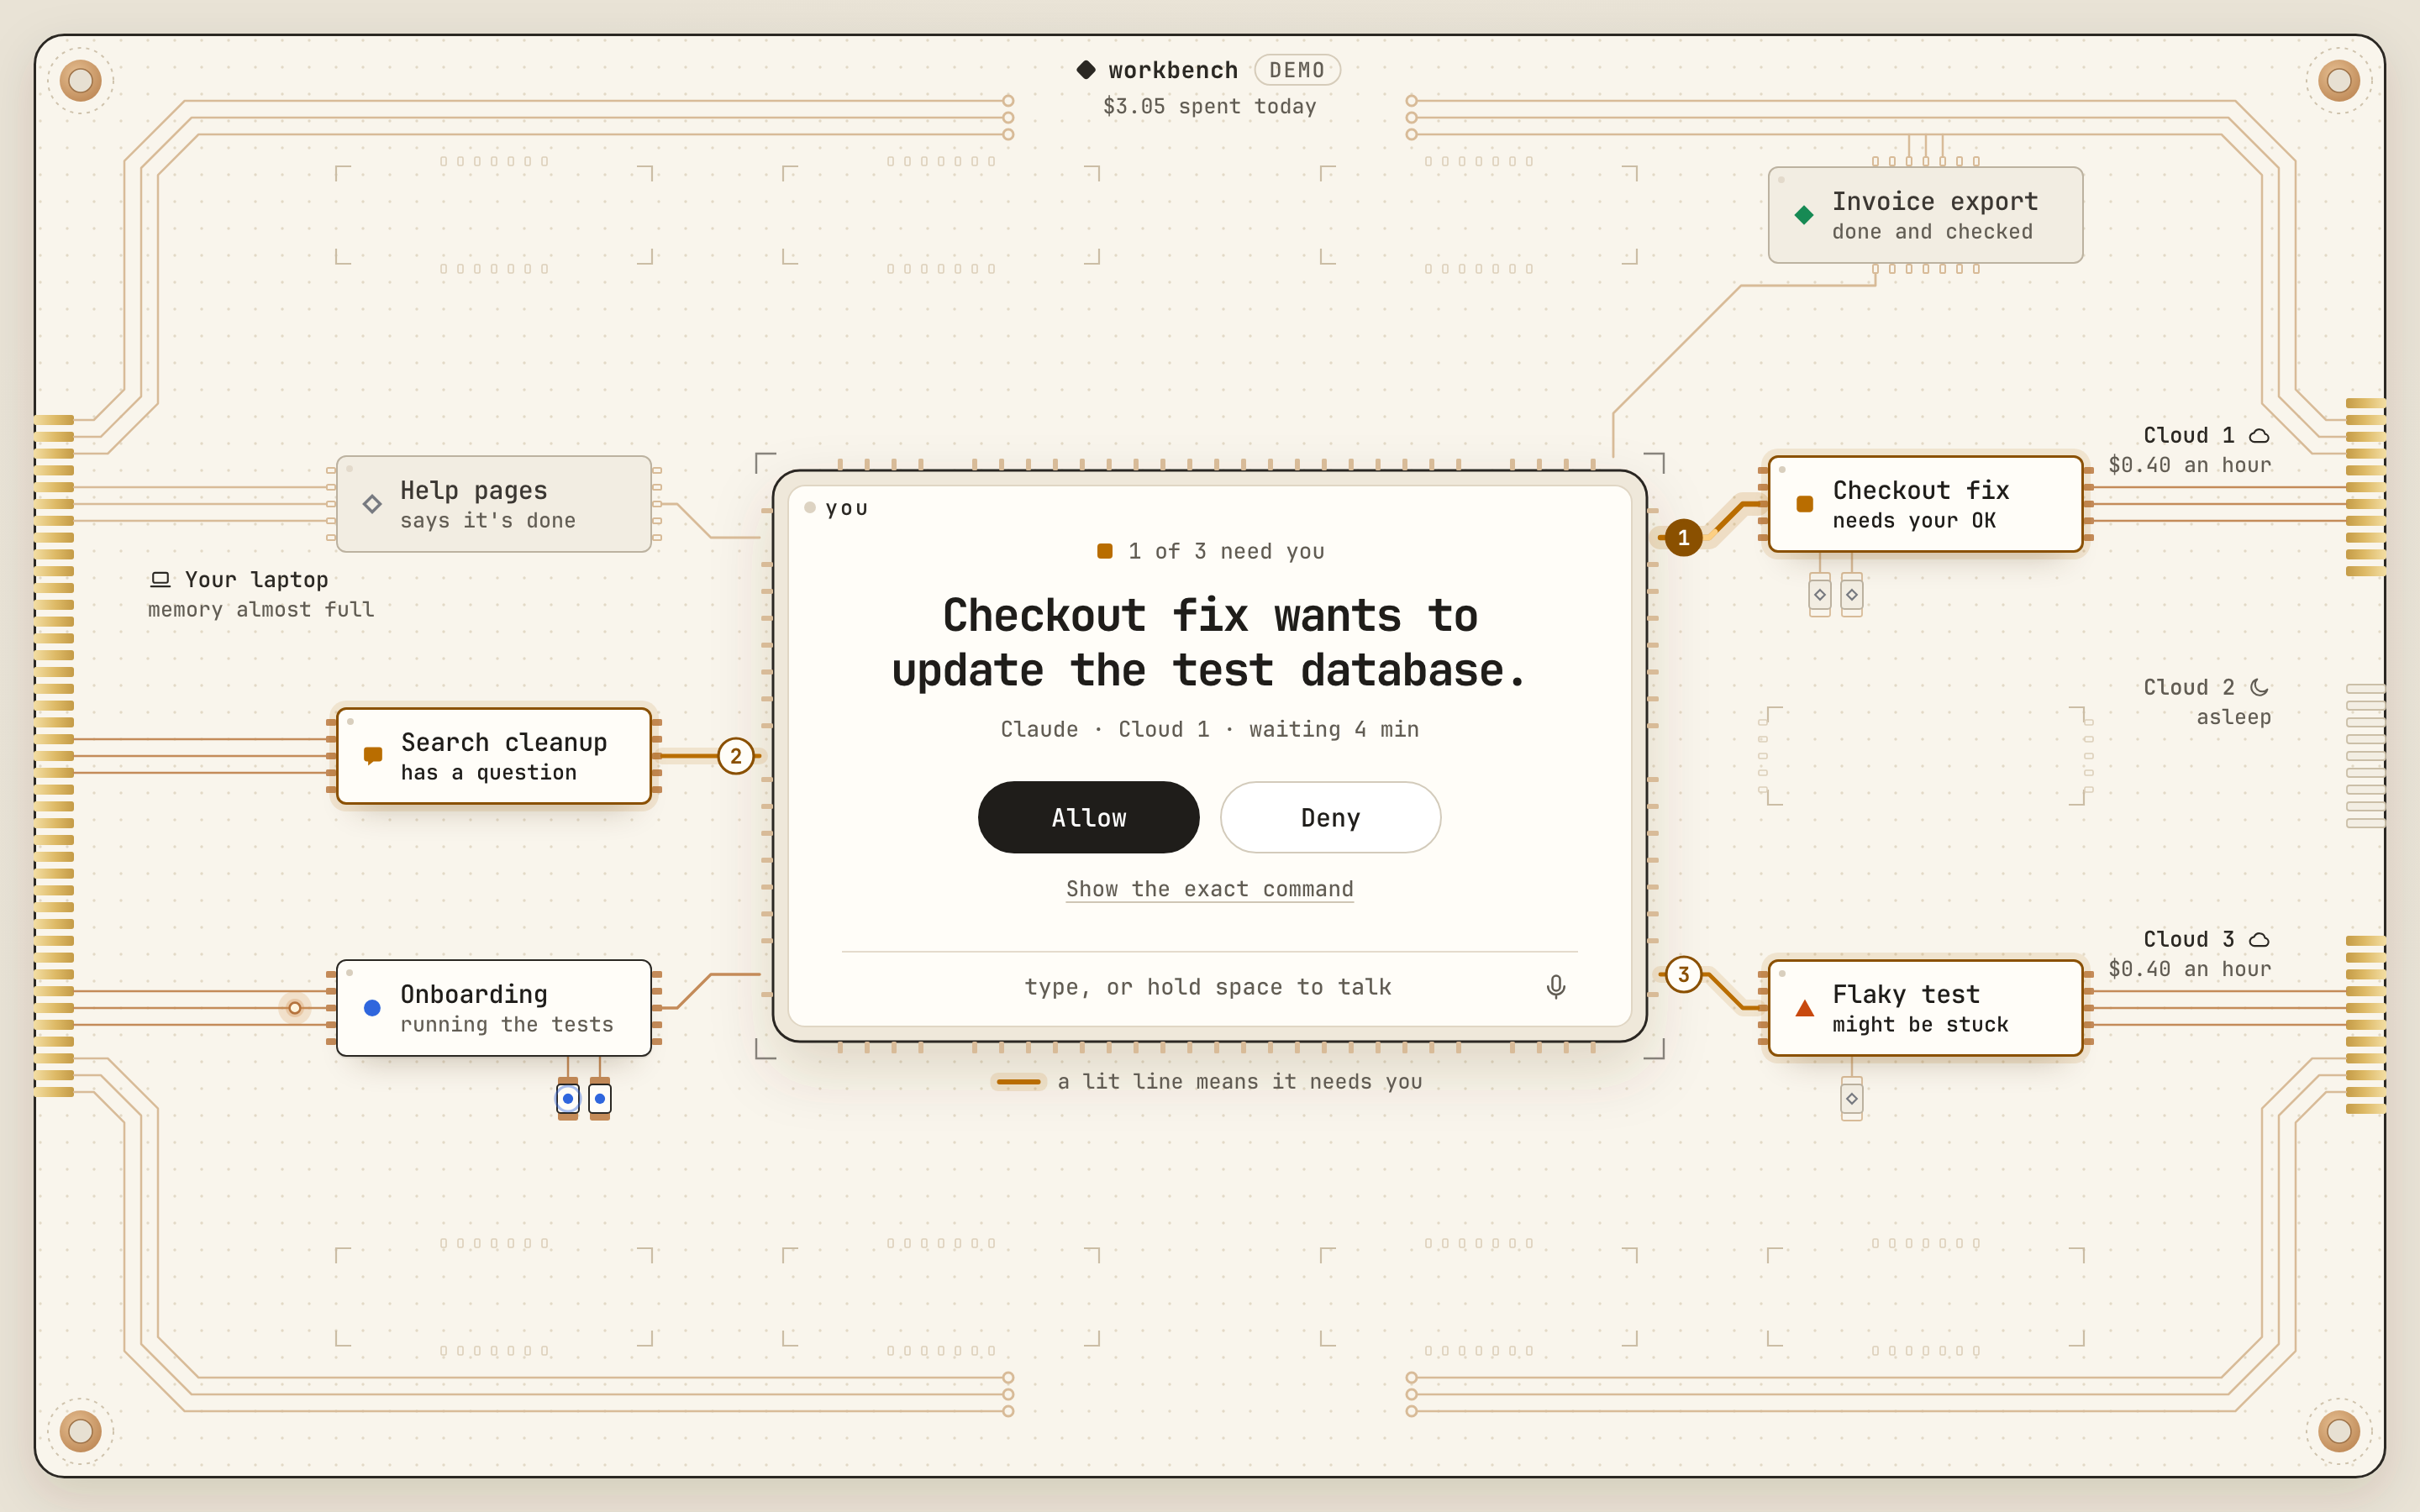 workbench DEMO
$3.05 spent today
Invoice export
done and checked
Help pages
says it's done
Your laptop
memory almost full
Search cleanup
has a question
2
Onboarding
running the tests
you
1 of 3 need you
Checkout fix wants to
update the test database.
Claude · Cloud 1 · waiting 4 min
Allow
Deny
Show the exact command
type, or hold space to talk
a lit line means it needs you
1
Checkout fix
needs your OK
Cloud 1
$0.40 an hour
Cloud 2
asleep
3
Flaky test
might be stuck
Cloud 3
$0.40 an hour